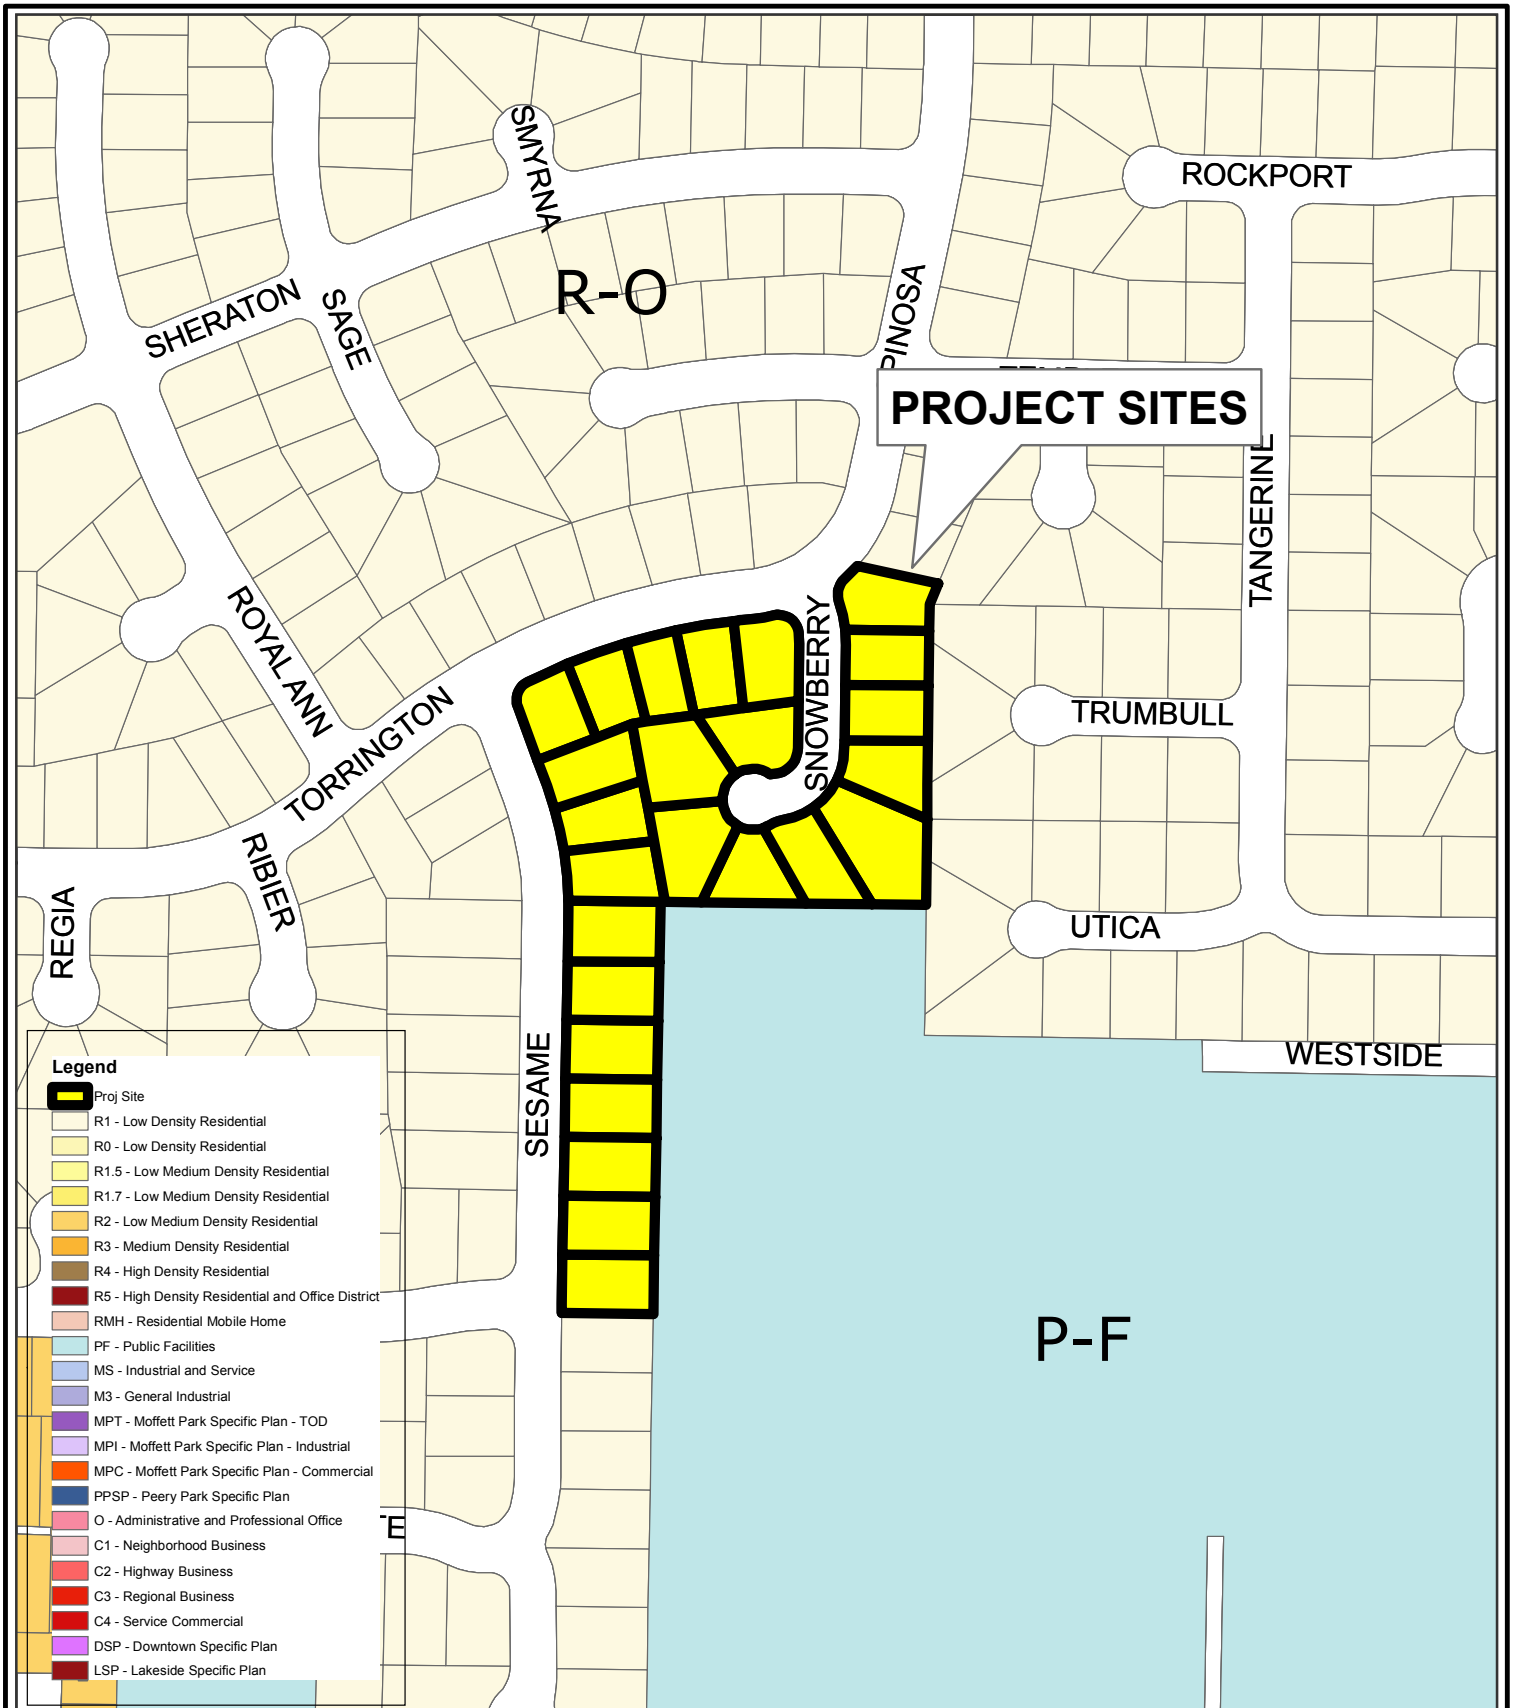 SMYRNA
ROCKPORT
R-O
SHERATON
SAGE
PINOSA
PROJECT SITES
TANGERINE
ROYAL ANN
SNOWBERRY
TORRINGTON
TRUMBULL
RIBIER
REGIA
UTICA
SESAME
WESTSIDE
P-F
TE
Legend
Proj Site
R1 - Low Density Residential
R0 - Low Density Residential
R1.5 - Low Medium Density Residential
R1.7 - Low Medium Density Residential
R2 - Low Medium Density Residential
R3 - Medium Density Residential
R4 - High Density Residential
R5 - High Density Residential and Office District
RMH - Residential Mobile Home
PF - Public Facilities
MS - Industrial and Service
M3 - General Industrial
MPT - Moffett Park Specific Plan - TOD
MPI - Moffett Park Specific Plan - Industrial
MPC - Moffett Park Specific Plan - Commercial
PPSP - Peery Park Specific Plan
O - Administrative and Professional Office
C1 - Neighborhood Business
C2 - Highway Business
C3 - Regional Business
C4 - Service Commercial
DSP - Downtown Specific Plan
LSP - Lakeside Specific Plan